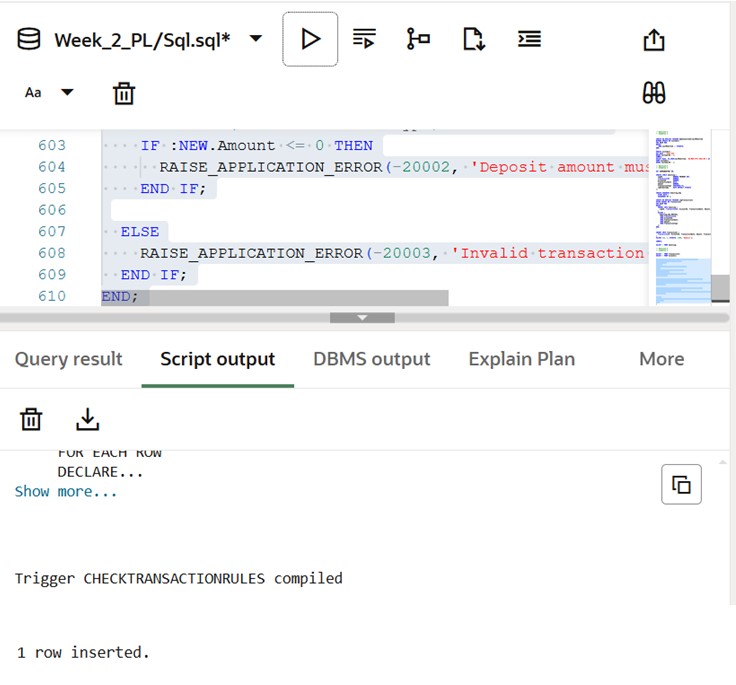 Week_2_PL/Sql.sql*
Aa
603 IF :NEW.Amount <= 0 THEN
604 RAISE_APPLICATION_ERROR(-20002, 'Deposit amount mus
605 END IF;
606
607 ELSE
608 RAISE_APPLICATION_ERROR(-20003, 'Invalid transaction
609 END IF;
610 END;
Query result Script output DBMS output Explain Plan More
FOR EACH ROW
DECLARE...
Show more...
Trigger CHECKTRANSACTIONRULES compiled
1 row inserted.